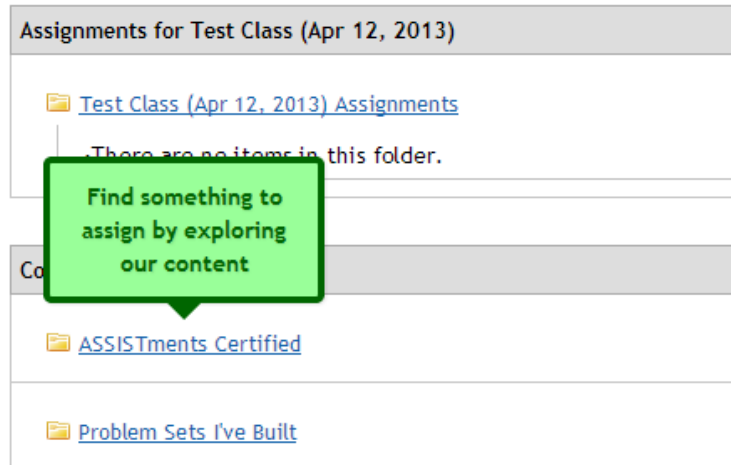 Assignments for Test Class (Apr 12, 2013)
Test Class (Apr 12, 2013) Assignments
There are no items in this folder.
Find something to
assign by exploring
our content
Co
ASSISTments Certified
Problem Sets I've Built